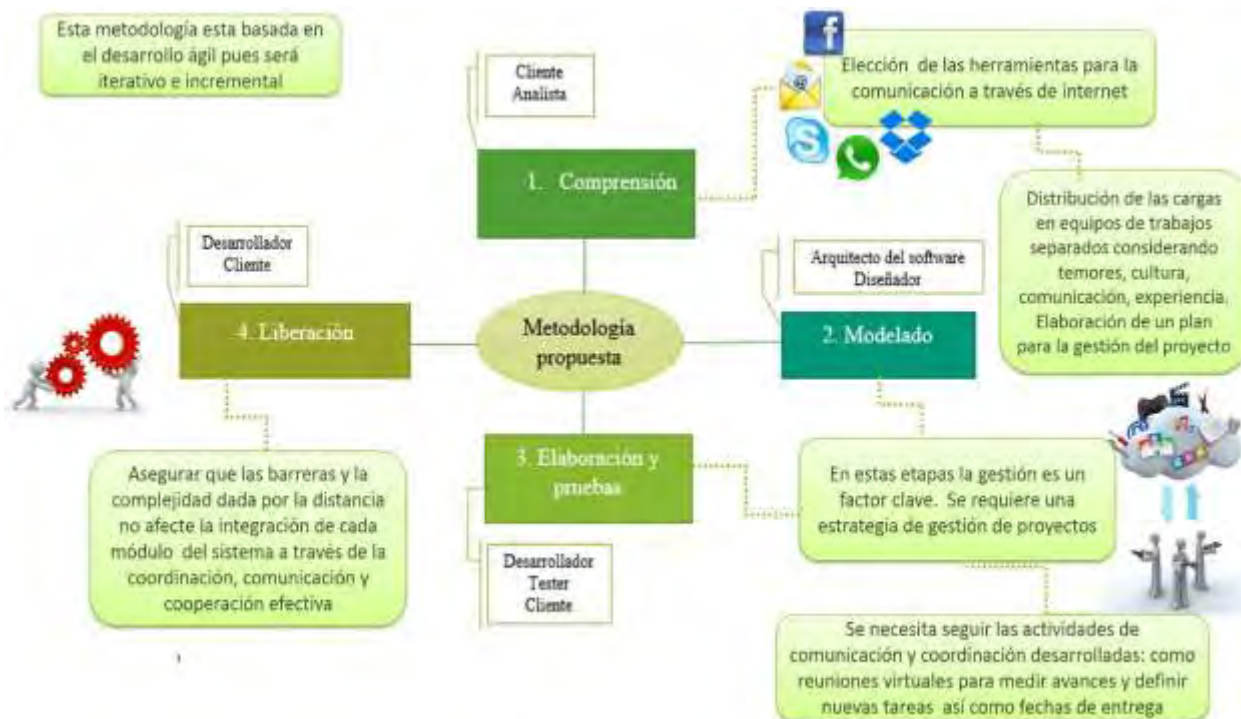 Esta metodología esta basada en
el desarrollo ágil pues será
iterativo e incremental
Cliente
Analista
Elección de las herramientas para la
comunicación a través de internet
1. Comprensión
Distribución de las cargas
en equipos de trabajos
separados considerando
temores, cultura,
comunicación, experiencia.
Elaboración de un plan
para la gestión del proyecto
Desarrollador
Cliente
Arquitecto del software
Diseñador
4. Liberación
Metodología
propuesta
2. Modelado
3. Elaboración y
pruebas
En estas etapas la gestión es un
factor clave. Se requiere una
estrategia de gestión de proyectos
Asegurar que las barreras y la
complejidad dada por la distancia
no afecte la integración de cada
módulo del sistema a través de la
coordinación, comunicación y
cooperación efectiva
Desarrollador
Tester
Cliente
Se necesita seguir las actividades de
comunicación y coordinación desarrolladas: como
reuniones virtuales para medir avances y definir
nuevas tareas así como fechas de entrega